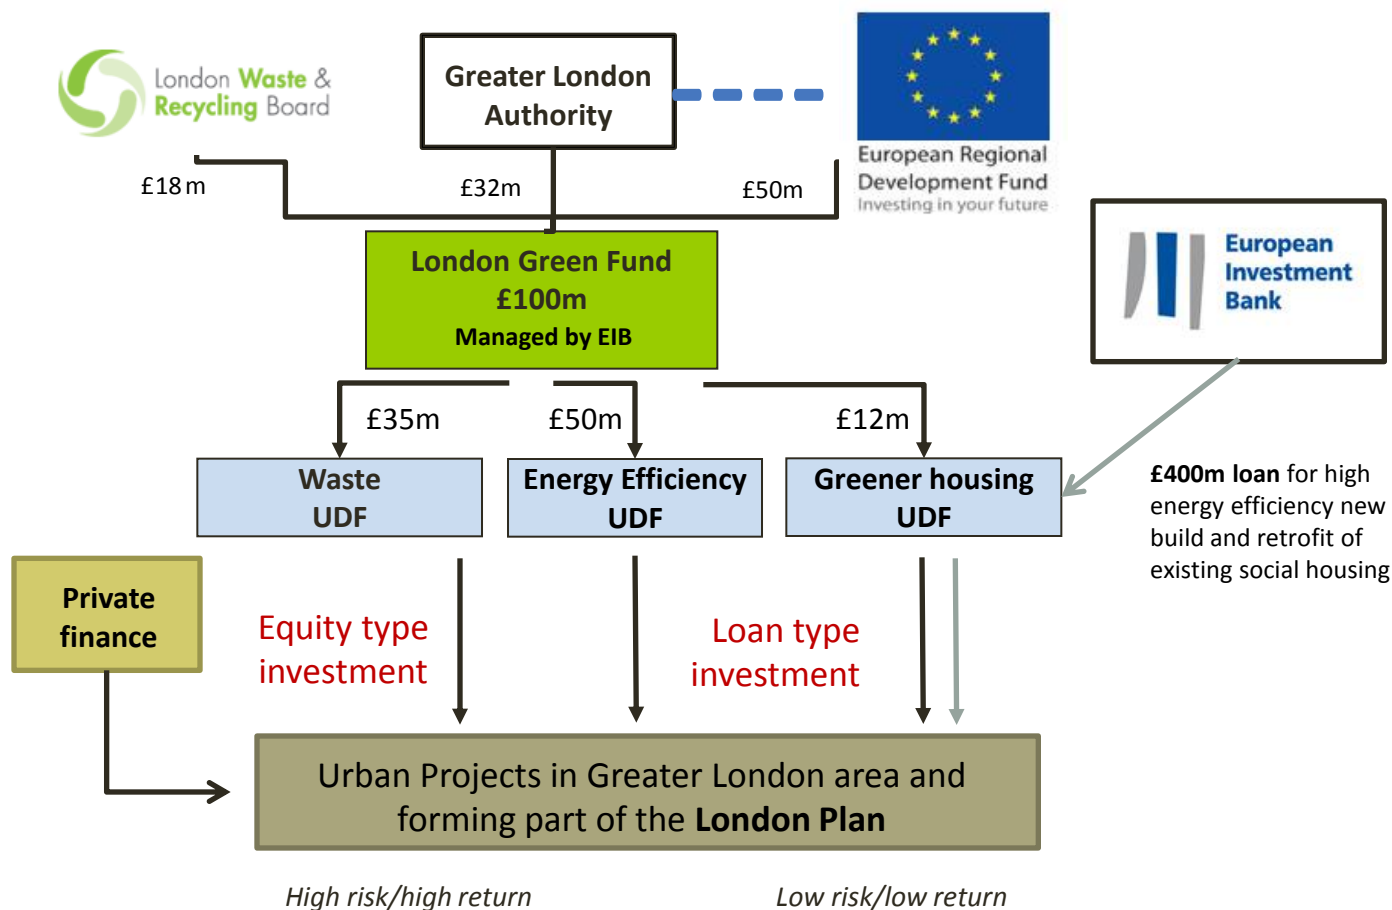 London Waste &
Recycling Board
Greater London
Authority
European Regional
Development Fund
Investing in your future
£18 m
£32m
£50m
European
Investment
Bank
London Green Fund
£100m
Managed by EIB
£35m
£50m
£12m
Waste
UDF
Energy Efficiency
UDF
Greener housing
UDF
£400m loan for high
energy efficiency new
build and retrofit of
existing social housing
Private
finance
Equity type
investment
Loan type
investment
Urban Projects in Greater London area and
forming part of the London Plan
High risk/high return
Low risk/low return